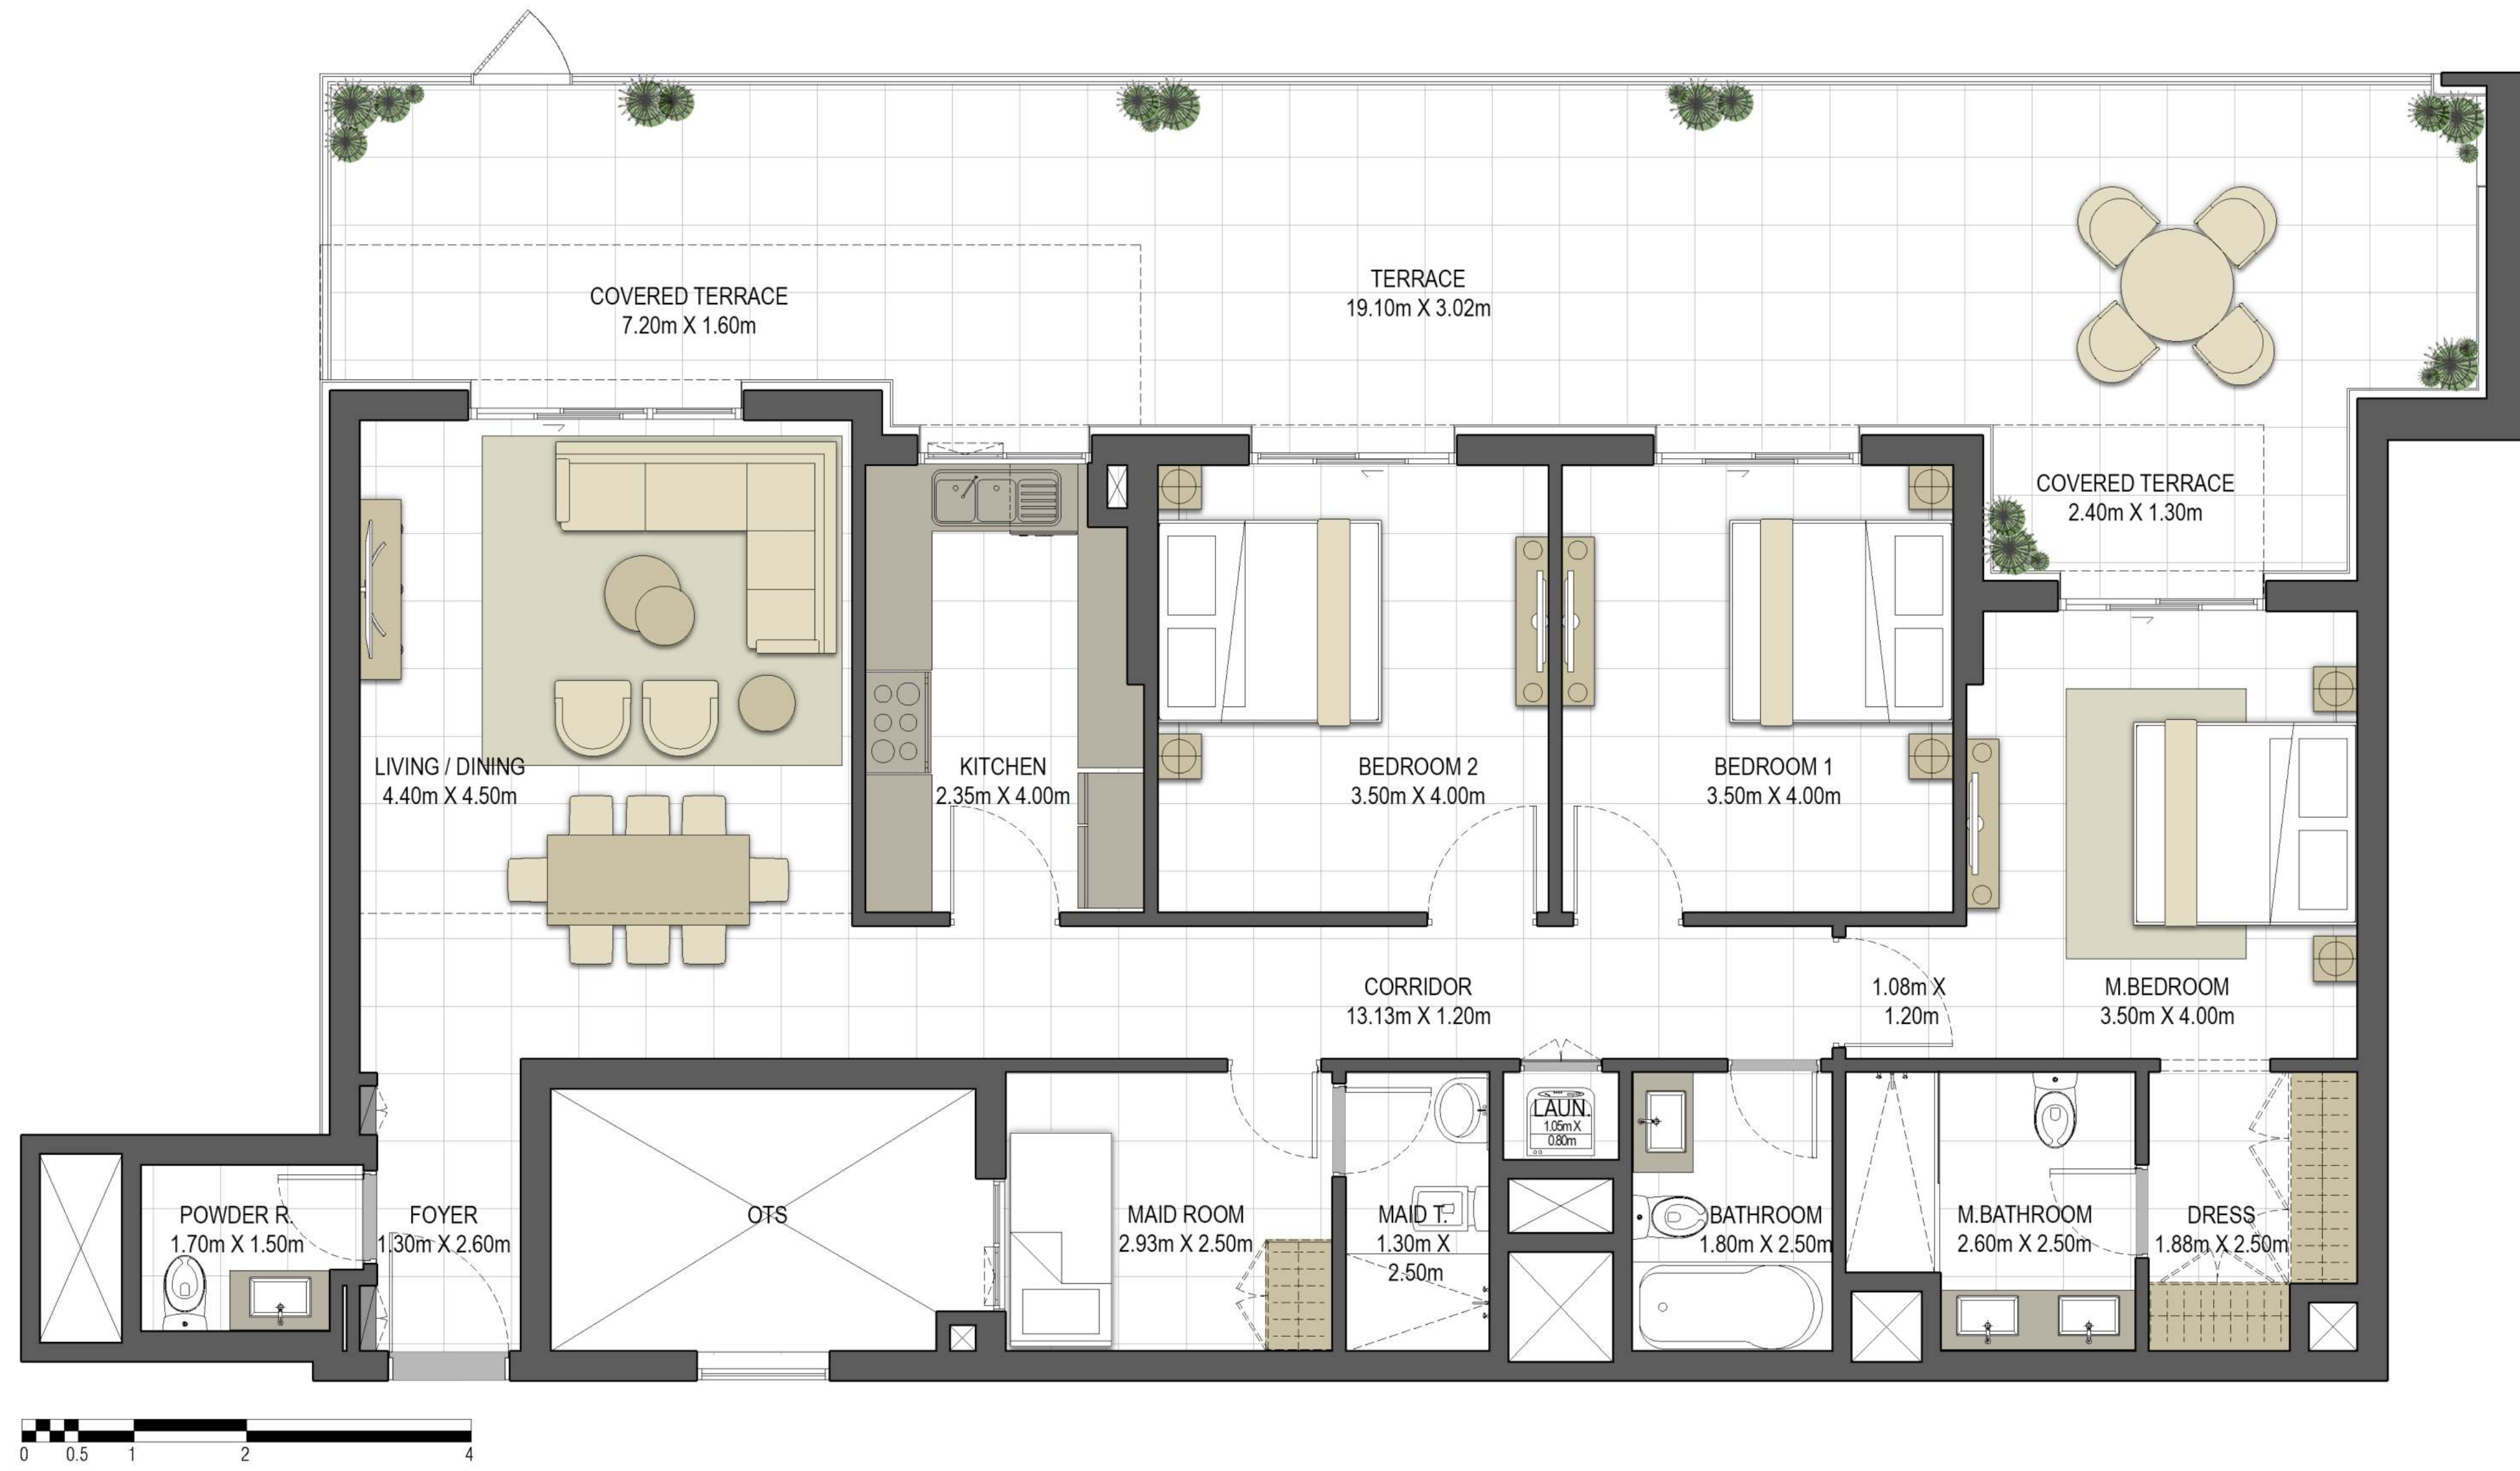 COVERED TERRACE
7.20m X 1.60m
TERRACE
19.10m X 3.02m
COVERED TERRACE
2.40m X 1.30m
LIVING / DINING
4.40m X 4.50m
KITCHEN
2.35m X 4.00m
BEDROOM 2
3.50m X 4.00m
BEDROOM 1
3.50m X 4.00m
CORRIDOR
13.13m X 1.20m
1.08m X
1.20m
M.BEDROOM
3.50m X 4.00m
LAUN.
1.05m X
0.80m
POWDER R.
1.70m X 1.50m
FOYER
1.30m X 2.60m
OTS
MAID ROOM
2.93m X 2.50m
MAID T.
1.30m X
2.50m
BATHROOM
1.80m X 2.50m
M.BATHROOM
2.60m X 2.50m
DRESS
1.88m X 2.50m
0 0.5 1 2 4